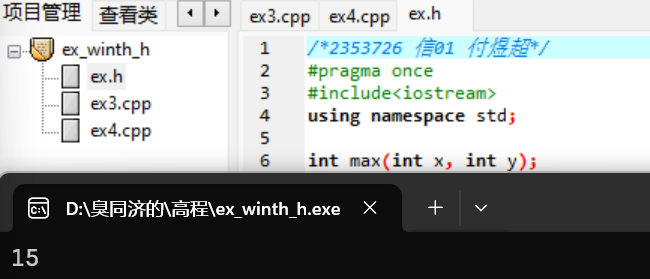 项目管理 查看类 ex3.cpp ex4.cpp ex.h
ex_winth_h
ex.h
ex3.cpp
ex4.cpp
1 /*2353726 信01 付煜超*/
2 #pragma once
3 #include<iostream>
4 using namespace std;
5
6 int max(int x, int y);
D:\臭同济的\高程\ex_winth_h.exe
15